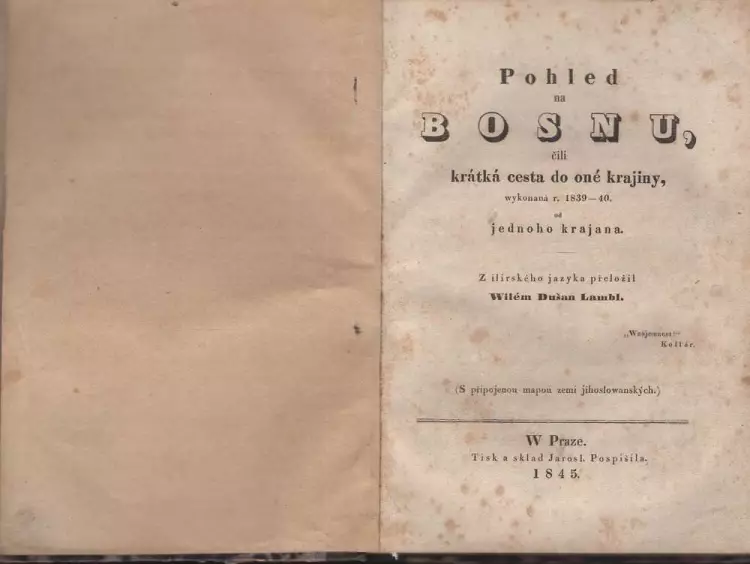 Pohled
na
BOSNU,
čili
krátká cesta do oné krajiny,
wykonaná r. 1839—40.
od
jednoho krajana.
Z ilirského jazyka přeložil
Wilém Dušan Lambl.
„Wzájemnost“
Kollár.
(S připojenou mapou zemí jihoslowanských.)
W Praze.
Tisk a sklad Jarosl. Pospíšila.
1845.